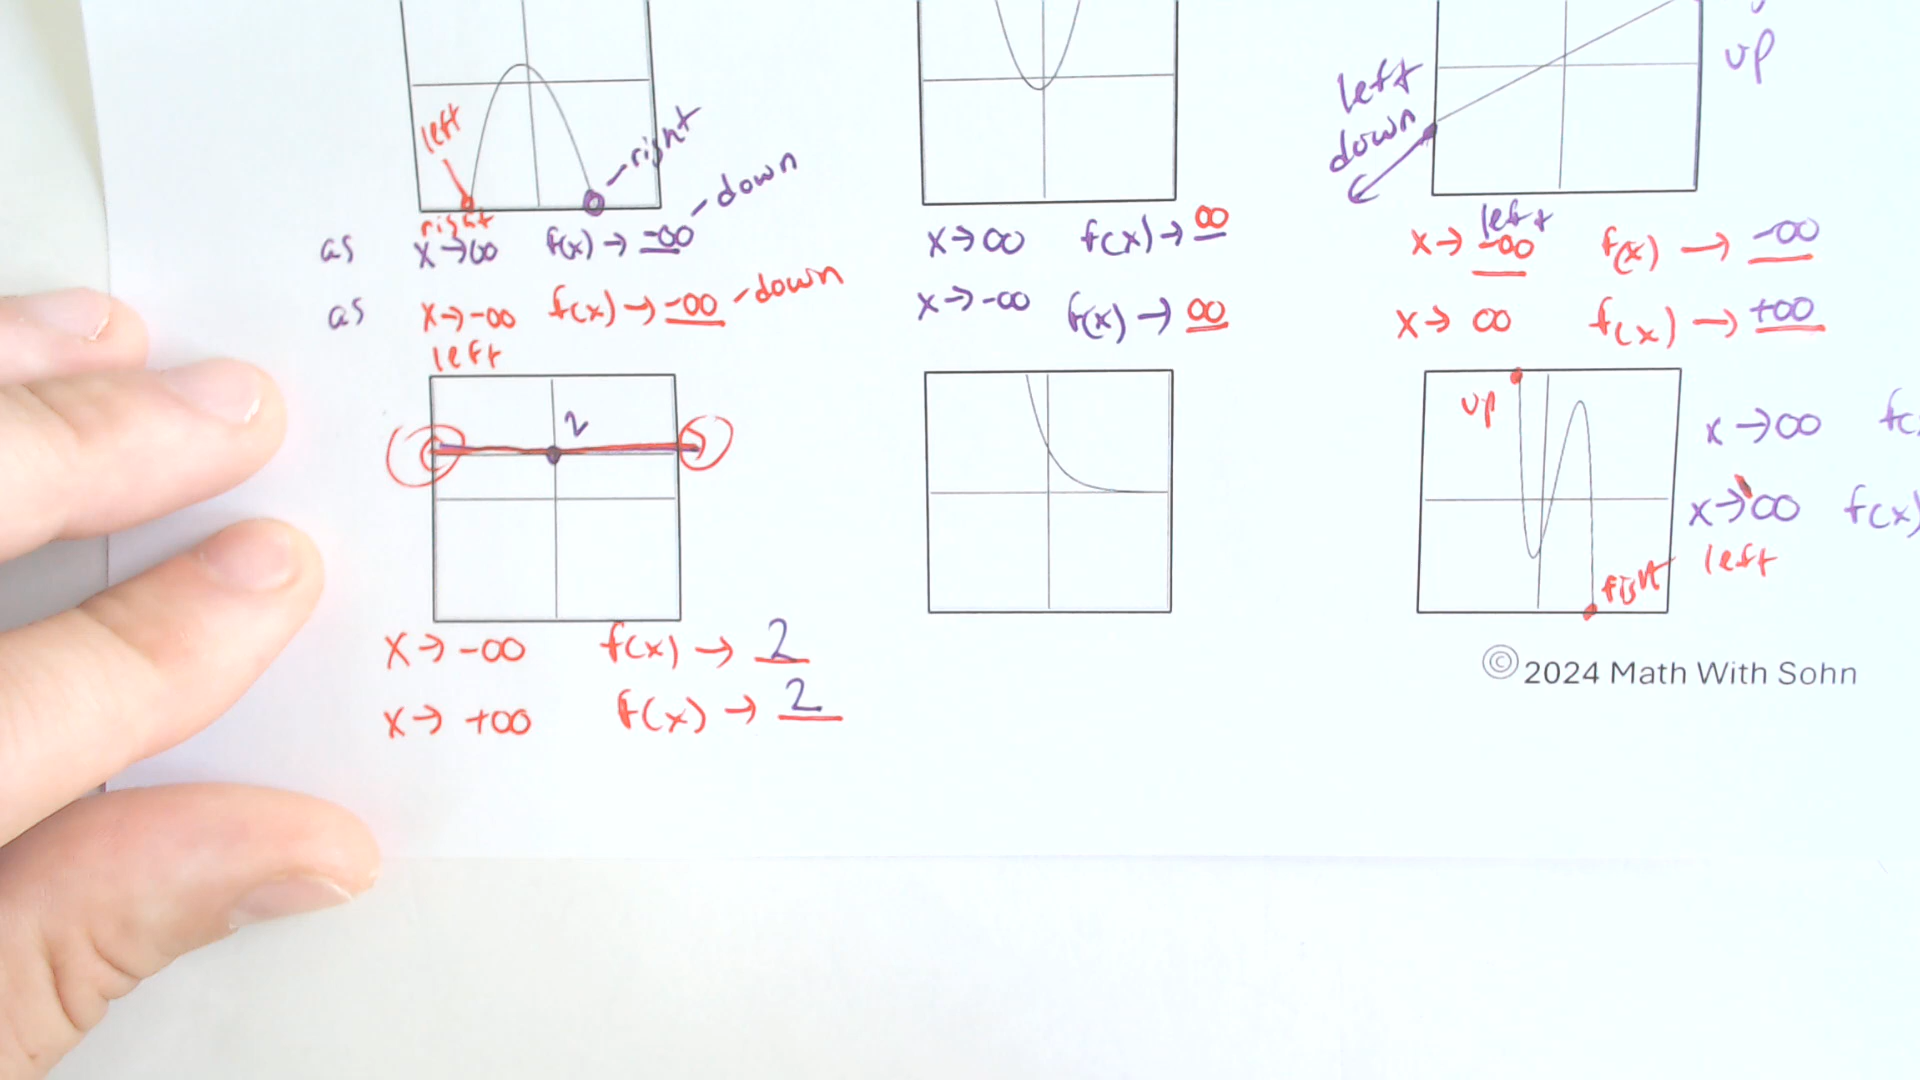 up
left
down
left
right
down
right
as x→∞ f(x)→-∞
as x→-∞ f(x)→-∞ down
left
x→∞ f(x)→∞
x→-∞ f(x)→∞
left
x→-∞ f(x)→-∞
x→∞ f(x)→+∞
2
x→-∞ f(x)→2
x→+∞ f(x)→2
up
right
x→∞
x→-∞ f(x)
left
© 2024 Math With Sohn